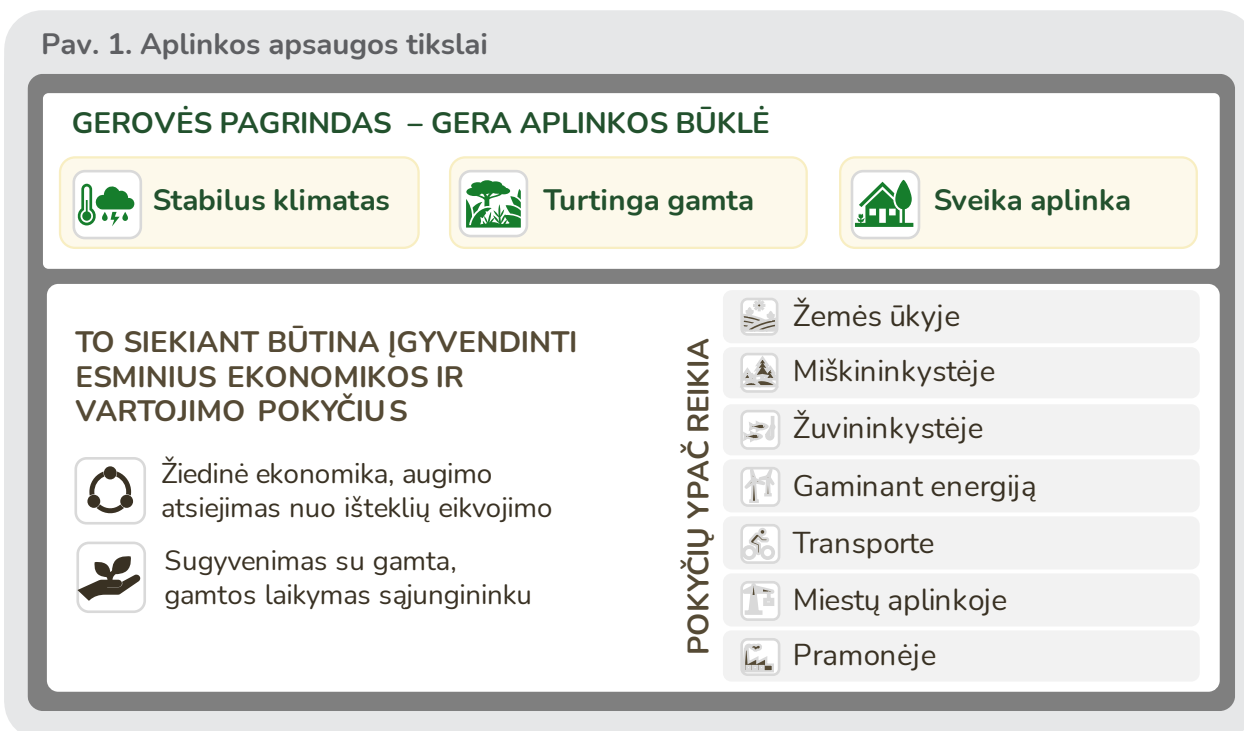 Pav. 1. Aplinkos apsaugos tikslai
GEROVĖS PAGRINDAS – GERA APLINKOS BŪKLĖ
Stabilus klimatas
Turtinga gamta
Sveika aplinka
TO SIEKIANT BŪTINA ĮGYVENDINTI
ESMINIUS EKONOMIKOS IR
VARTOJIMO POKYČIUS
Žiedinė ekonomika, augimo
atsiejimas nuo išteklių eikvojimo
Sugyvenimas su gamta,
gamtos laikymas sąjungininku
POKYČIŲ YPAČ REIKIA
Žemės ūkyje
Miškininkystėje
Žuvininkystėje
Gaminant energiją
Transporte
Miestų aplinkoje
Pramonėje